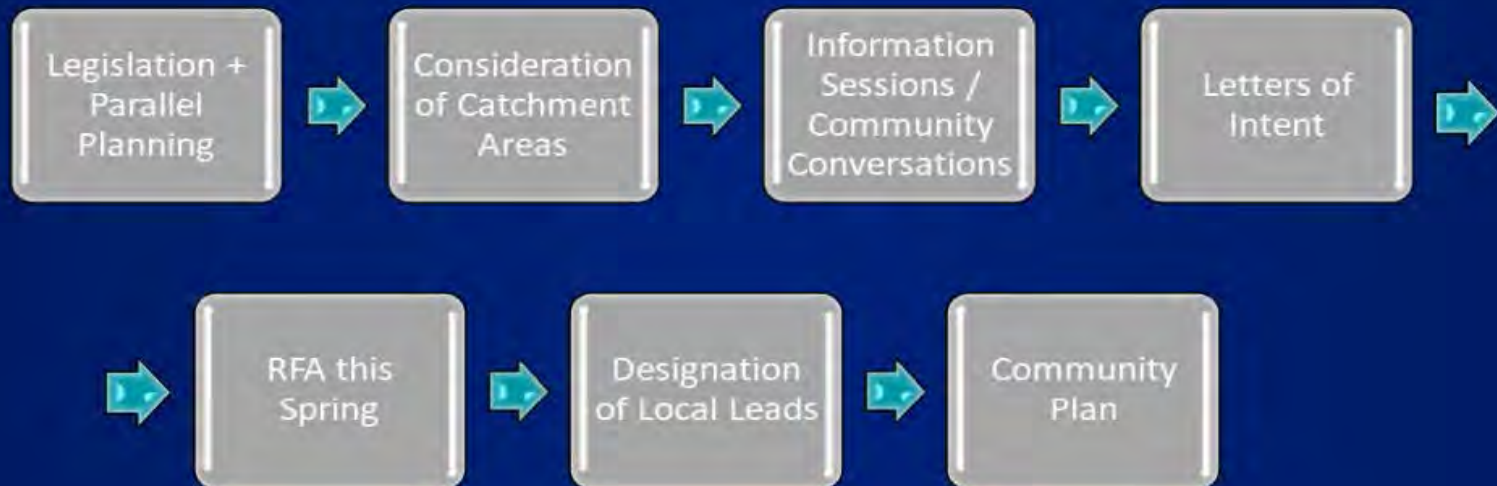 Legislation +
Parallel
Planning
Consideration
of Catchment
Areas
Information
Sessions /
Community
Conversations
Letters of
Intent
RFA this
Spring
Designation
of Local Leads
Community
Plan